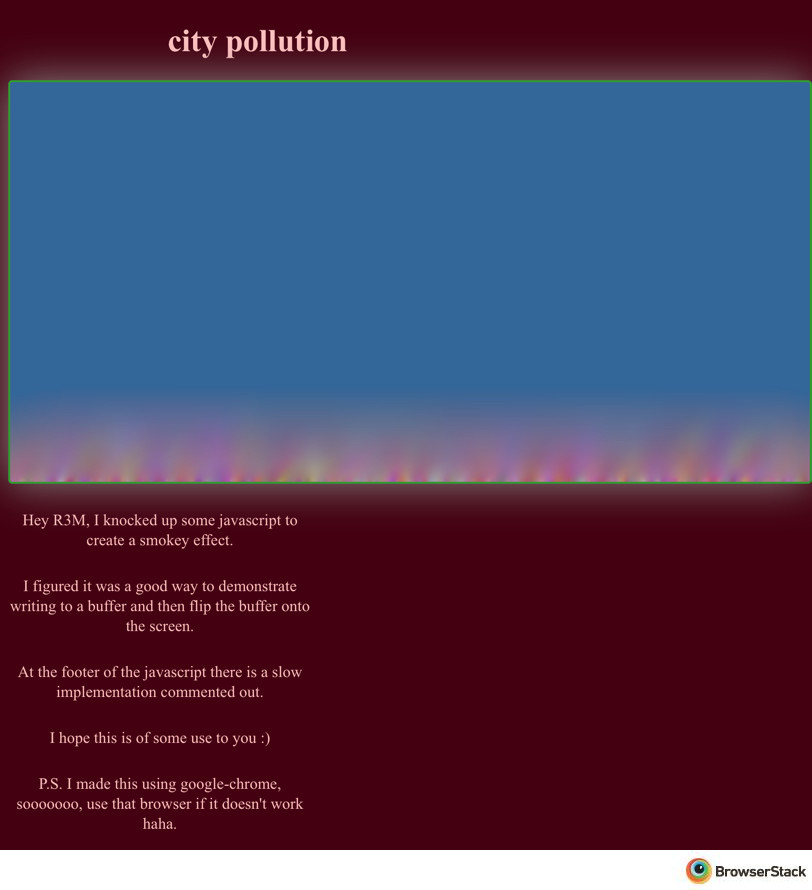 city pollution
Hey R3M, I knocked up some javascript to
create a smokey effect.
I figured it was a good way to demonstrate
writing to a buffer and then flip the buffer onto
the screen.
At the footer of the javascript there is a slow
implementation commented out.
I hope this is of some use to you :)
P.S. I made this using google-chrome,
sooooooo, use that browser if it doesn't work
haha.
BrowserStack